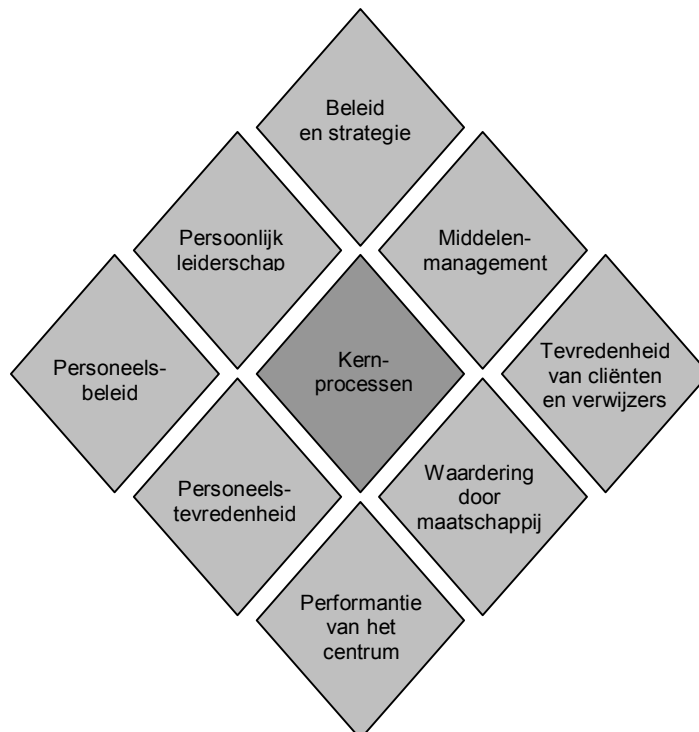 Beleid
en strategie
Persoonlijk
leiderschap
Middelen-
management
Personeels-
beleid
Kern-
processen
Tevredenheid
van cliënten
en verwijzers
Personeels-
tevredenheid
Waardering
door
maatschappij
Performantie
van het
centrum